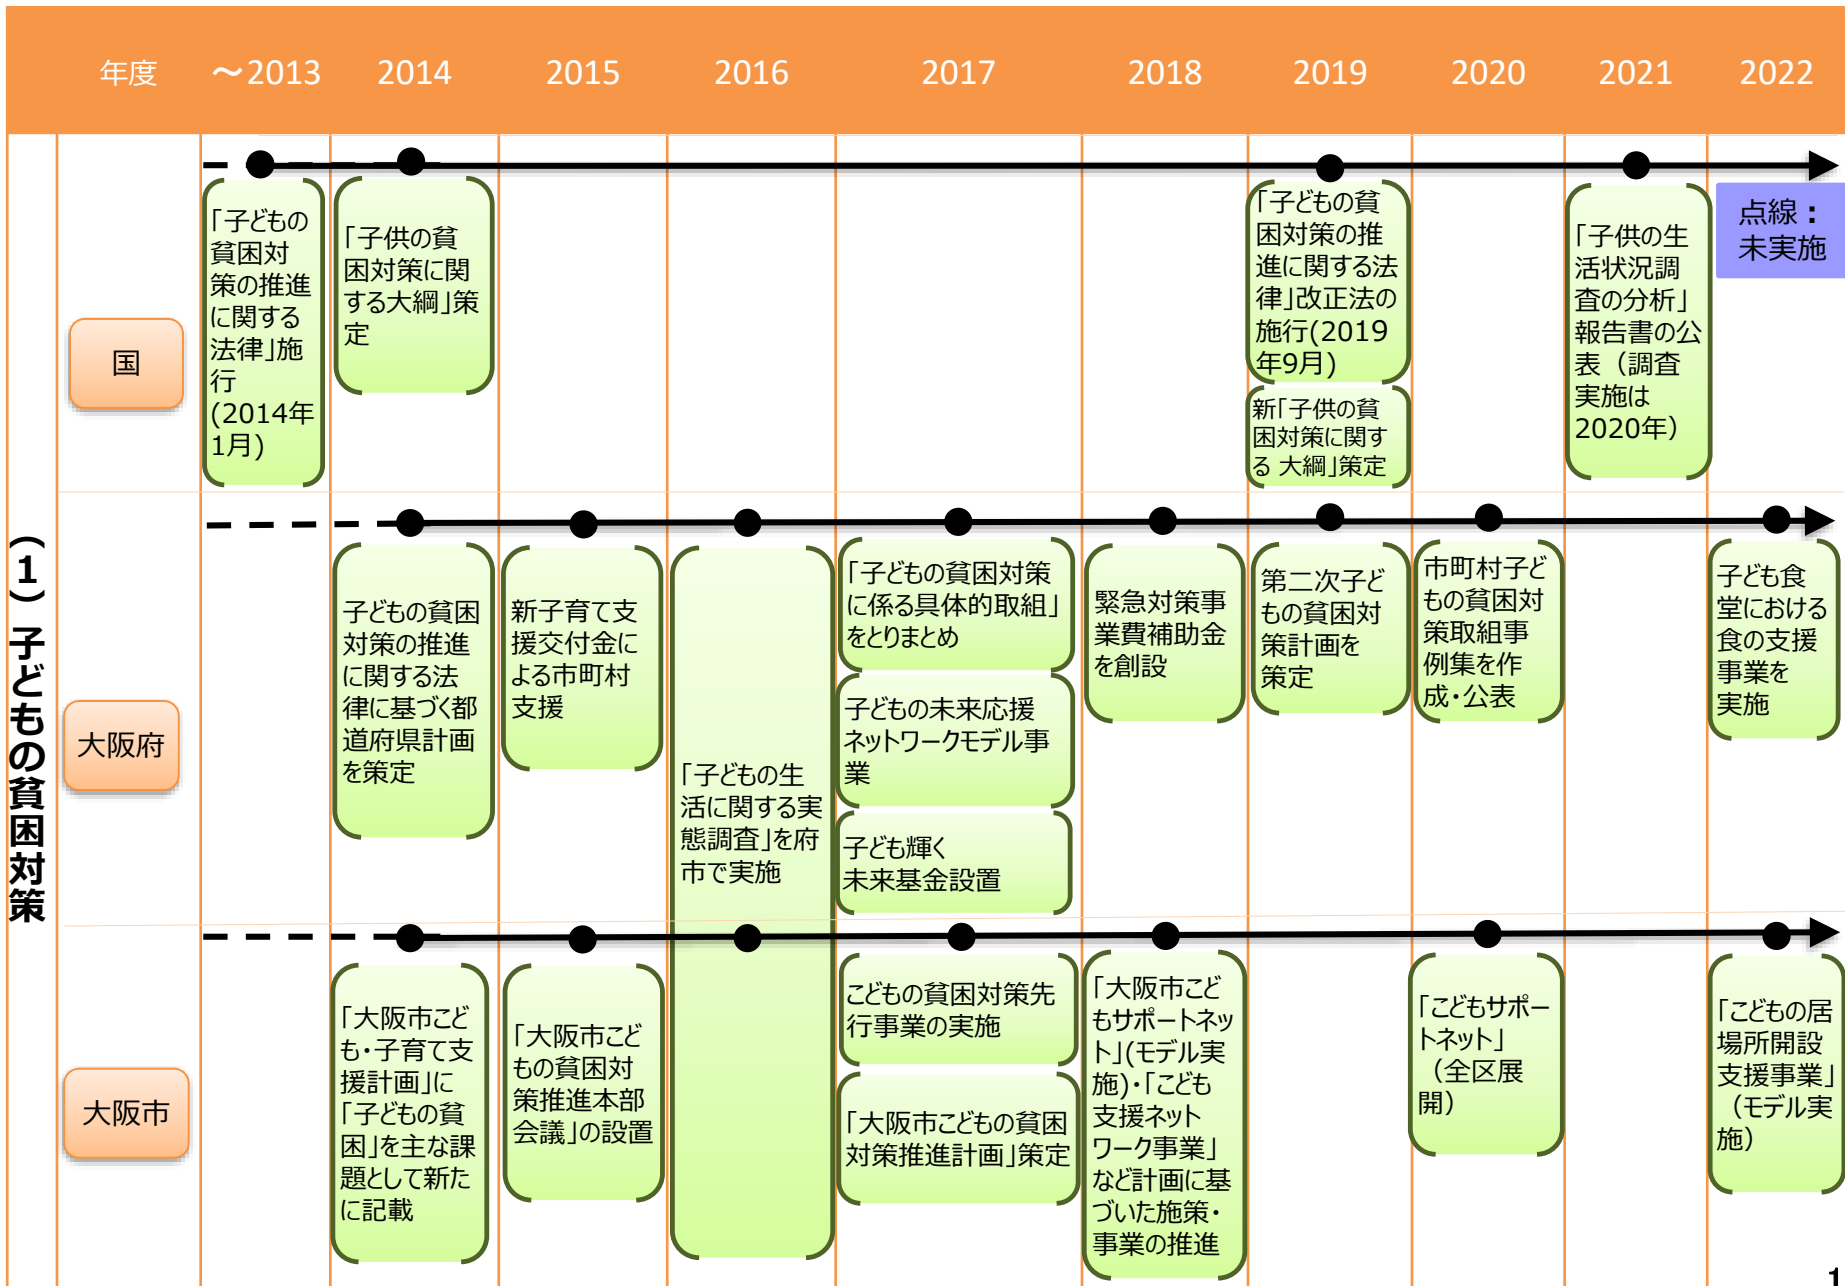 年度
～2013
2014
2015
2016
2017
2018
2019
2020
2021
2022
（1）子どもの貧困対策
国
「子どもの
貧困対
策の推進
に関する
法律」施
行
(2014年
1月)
「子供の貧
困対策に関
する大綱」策
定
「子どもの貧
困対策の推
進に関する法
律」改正法の
施行(2019
年9月)
新「子供の貧
困対策に関す
る 大綱」策定
「子供の生
活状況調
査の分析」
報告書の公
表（調査
実施は
2020年）
点線：
未実施
大阪府
子どもの貧困
対策の推進
に関する法
律に基づく都
道府県計画
を策定
新子育て支
援交付金に
よる市町村
支援
「子どもの生
活に関する実
態調査」を府
市で実施
「子どもの貧困対策
に係る具体的取組」
をとりまとめ
子どもの未来応援
ネットワークモデル事
業
子ども輝く
未来基金設置
緊急対策事
業費補助金
を創設
第二次子ど
もの貧困対
策計画を
策定
市町村子ど
もの貧困対
策取組事
例集を作
成・公表
子ども食
堂における
食の支援
事業を
実施
大阪市
「大阪市こど
も・子育て支
援計画」に
「子どもの貧
困」を主な課
題として新た
に記載
「大阪市こど
もの貧困対
策推進本部
会議」の設置
こどもの貧困対策先
行事業の実施
「大阪市こどもの貧困
対策推進計画」策定
「大阪市こど
もサポートネッ
ト」(モデル実
施)・「こども
支援ネット
ワーク事業」
など計画に基
づいた施策・
事業の推進
「こどもサポー
トネット」
（全区展
開）
「こどもの居
場所開設
支援事業」
（モデル実
施）
1